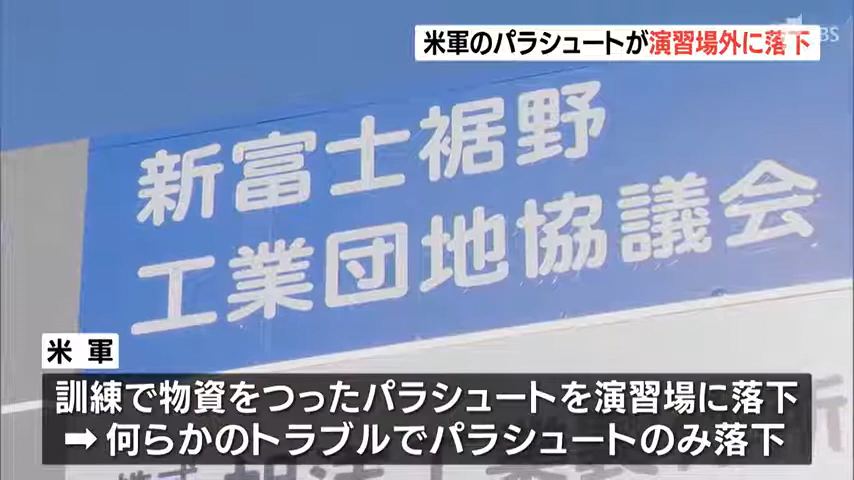 米軍のパラシュートが演習場外に落下
新富士裾野
工業団地協議会
米軍
訓練で物資をつったパラシュートを演習場に落下
➡ 何らかのトラブルでパラシュートのみ落下